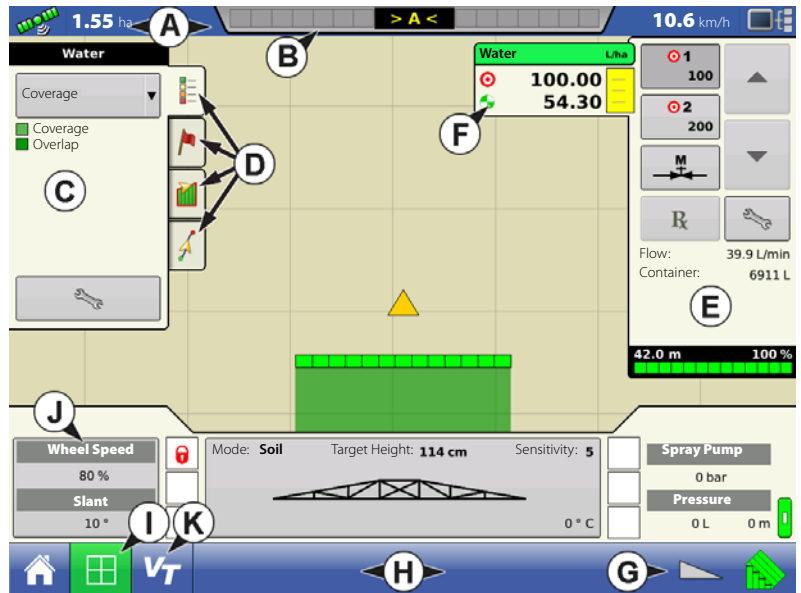 1.55 ha
A
> A <
10.6 km/h
B
Water
Coverage
Coverage
Overlap
C
D
Water L/ha
100.00
54.30
F
1
100
2
200
M
Rx
Flow: 39.9 L/min
Container: 6911 L
E
42.0 m 100 %
J
Wheel Speed
80 %
Slant
10 °
I
K
Mode: Soil Target Height: 114 cm Sensitivity: 5
0 ° C
Spray Pump
0 bar
Pressure
0 L 0 m
VT
H
G